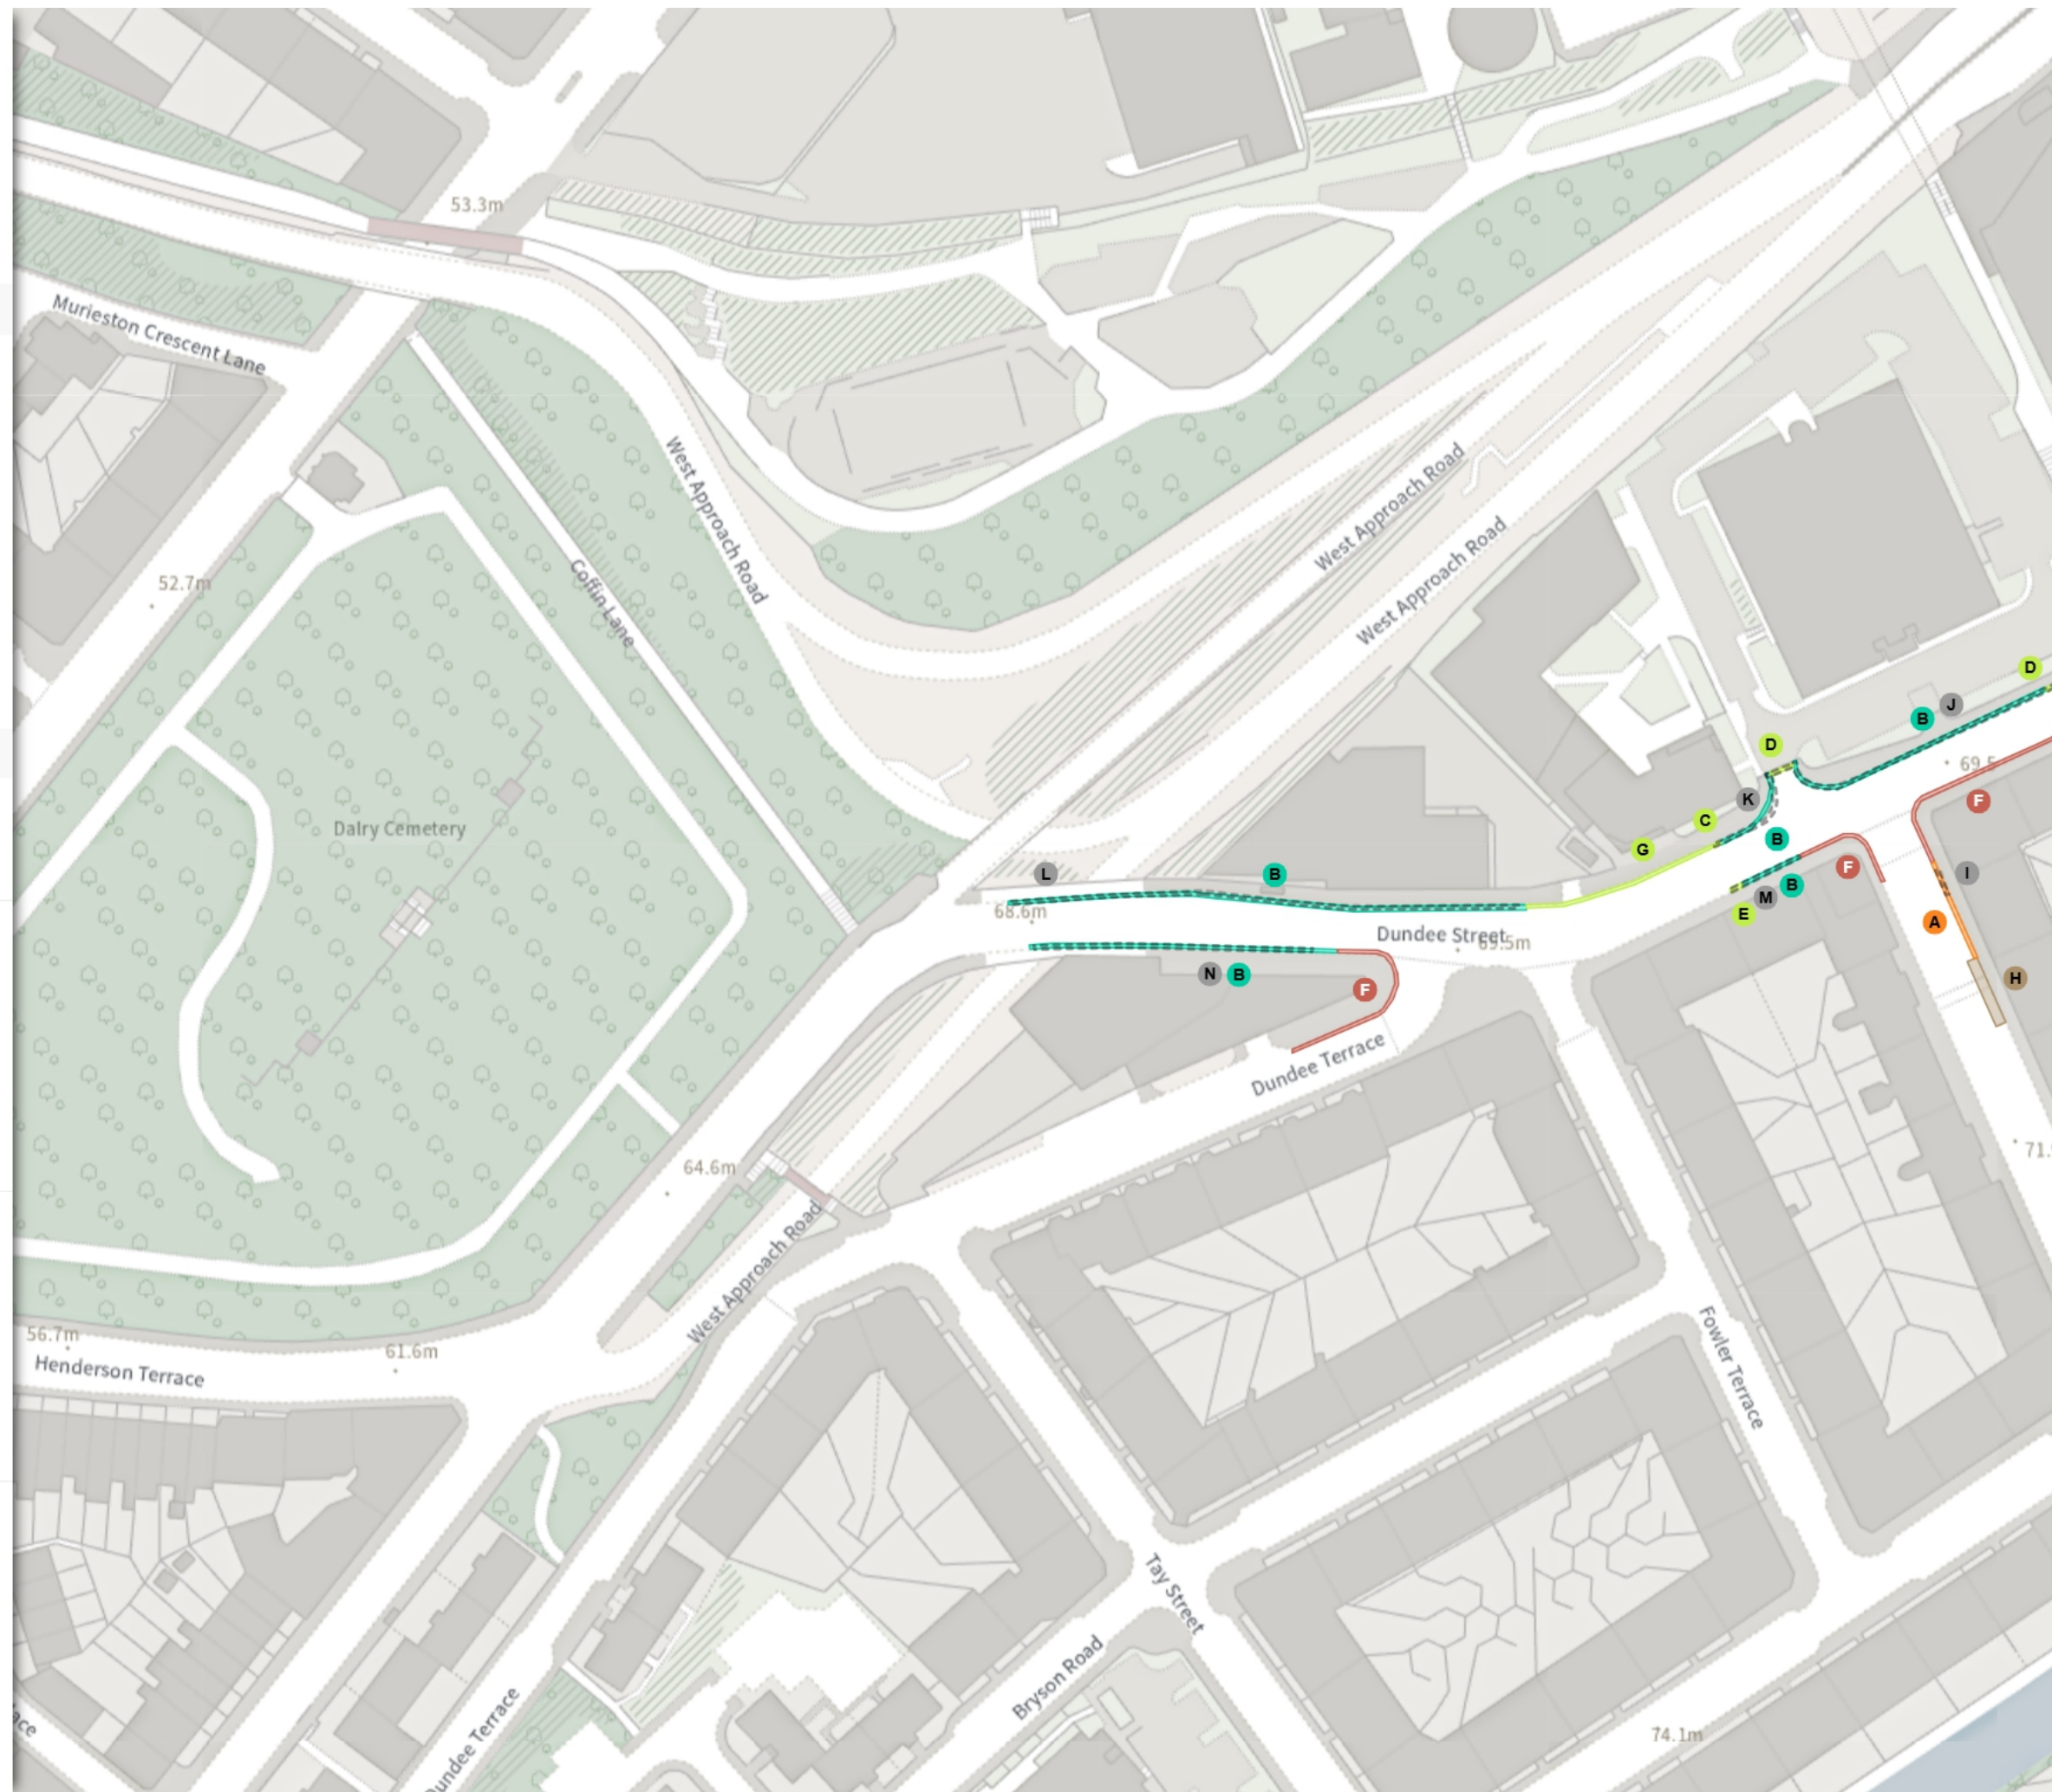 53.3m
Murieston Crescent Lane
West Approach Road
West Approach Road
West Approach Road
52.7m
Coffin Lane
D
J
B
D
69.5
K
F
C
Dalry Cemetery
B
G
L
B
I
F
B
M
68.6m
E
A
Dundee Street
69.5m
N
B
H
F
Dundee Terrace
71.
64.6m
West Approach Road
56.7m
61.6m
Henderson Terrace
Fowler Terrace
Tay Street
Bryson Road
Dundee Terrace
ace
74.1m